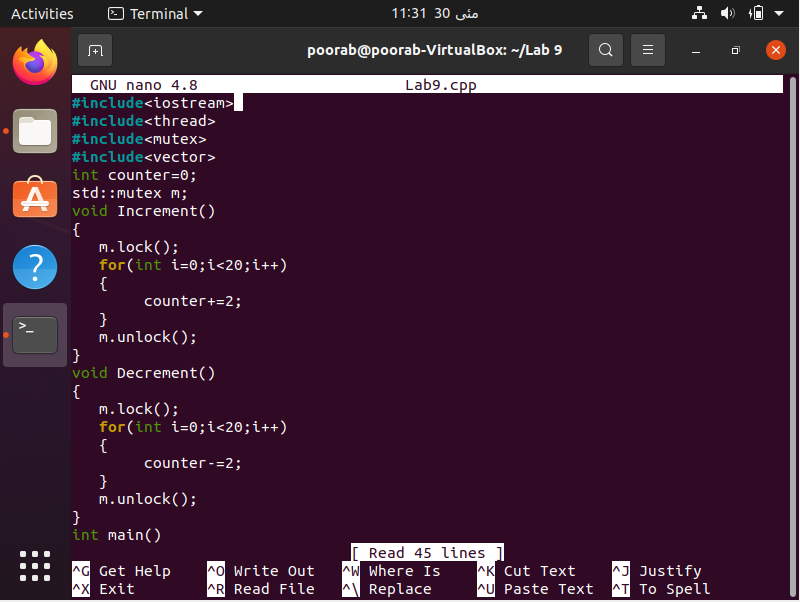 Activities Terminal 11:31 30 مئی
poorab@poorab-VirtualBox: ~/Lab 9
GNU nano 4.8 Lab9.cpp
#include<iostream>
#include<thread>
#include<mutex>
#include<vector>
int counter=0;
std::mutex m;
void Increment()
{
   m.lock();
   for(int i=0;i<20;i++)
   {
        counter+=2;
   }
   m.unlock();
}
void Decrement()
{
   m.lock();
   for(int i=0;i<20;i++)
   {
        counter-=2;
   }
   m.unlock();
}
int main()
[ Read 45 lines ]
^G Get Help ^O Write Out ^W Where Is ^K Cut Text ^J Justify
^X Exit ^R Read File ^\ Replace ^U Paste Text ^T To Spell